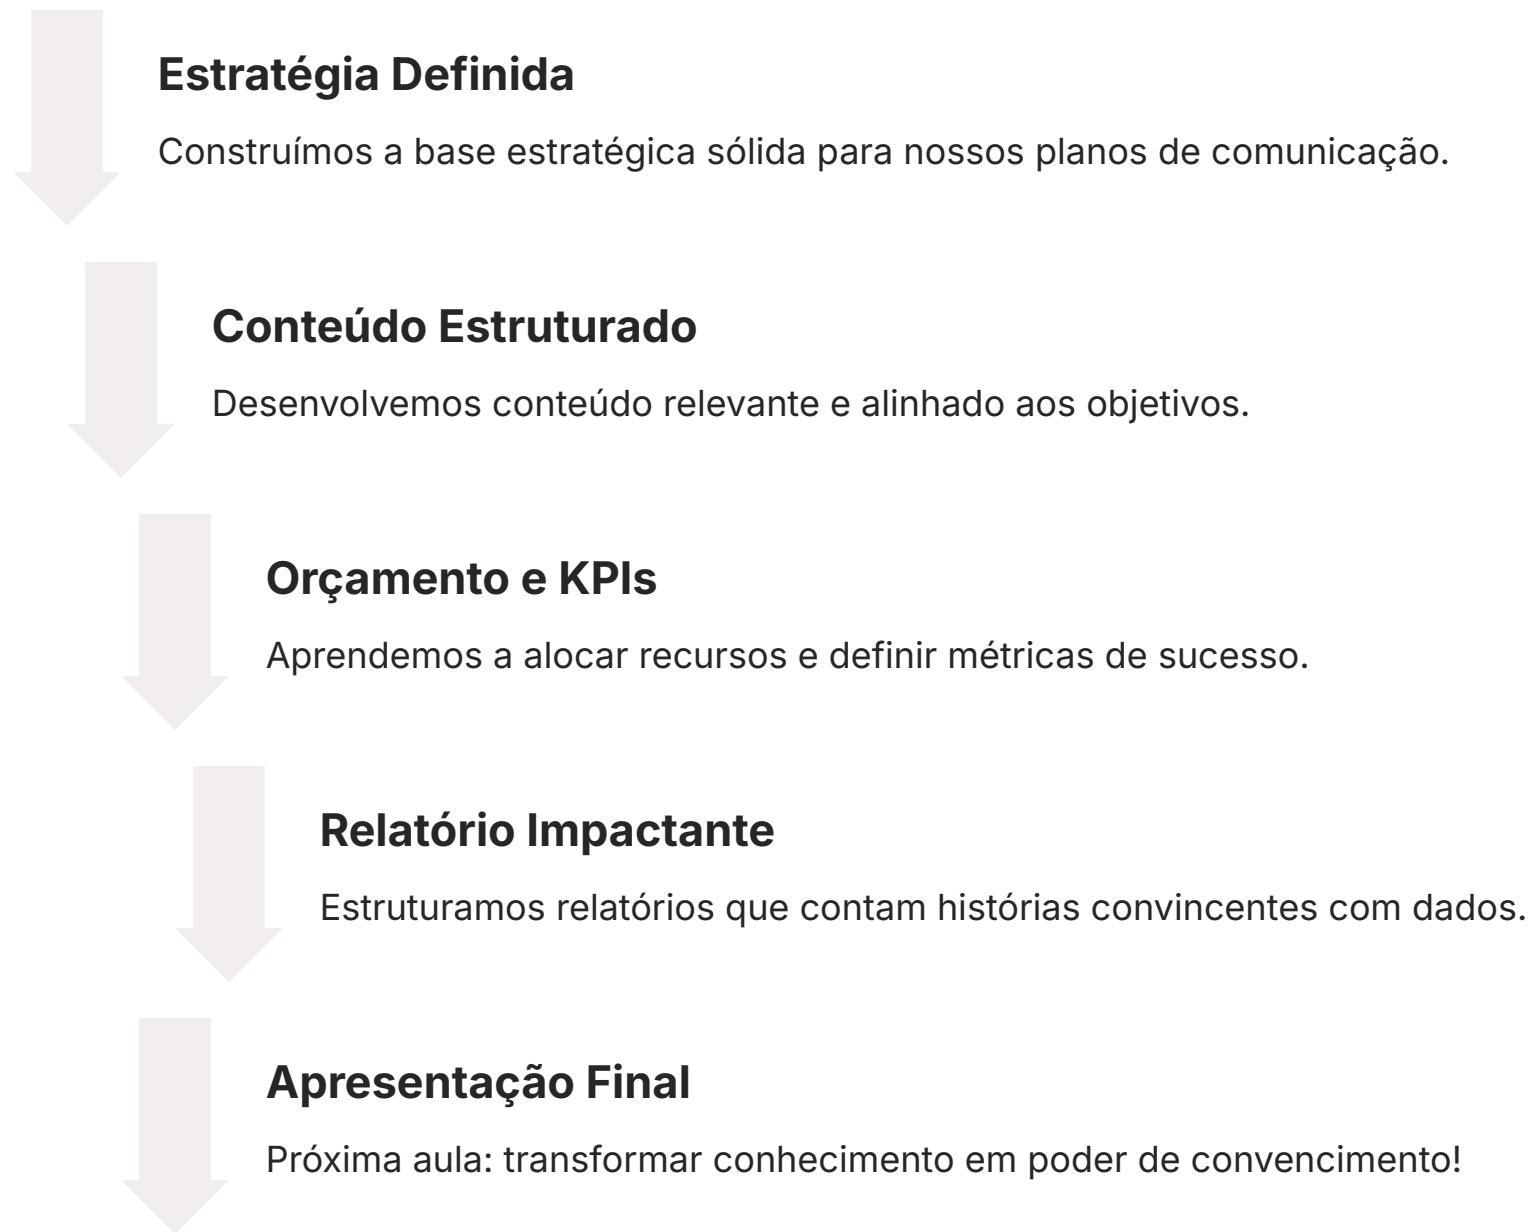 Estratégia Definida
Construímos a base estratégica sólida para nossos planos de comunicação.
Conteúdo Estruturado
Desenvolvemos conteúdo relevante e alinhado aos objetivos.
Orçamento e KPIs
Aprendemos a alocar recursos e definir métricas de sucesso.
Relatório Impactante
Estruturamos relatórios que contam histórias convincentes com dados.
Apresentação Final
Próxima aula: transformar conhecimento em poder de convencimento!